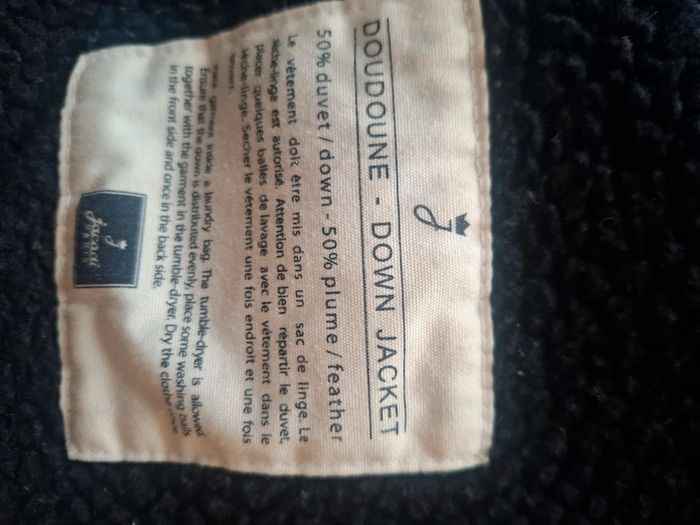 J
DOUDOUNE - DOWN JACKET
50% duvet / down - 50% plume / feather
Le vêtement doit être mis dans un sac de linge. Le
sèche-linge est autorisé. Attention de bien répartir le duvet,
placer quelques balles de lavage avec le vêtement dans le
sèche-linge. Secher le vêtement une fois endroit et une fois
envers.
garment inside a laundry bag. The tumble-dryer is allowed
Ensure that the down is distributed evenly, place some washing balls
together with the garment in the tumble-dryer. Dry the clothe once
in the front side and once in the back side.
Jacadi
PARIS